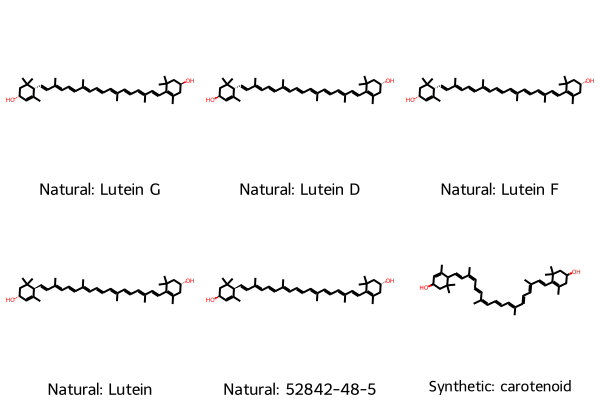 OH
HO
OH
HO
OH
HO
Natural: Lutein G
Natural: Lutein D
Natural: Lutein F
OH
HO
OH
HO
OH
HO
Natural: Lutein
Natural: 52842-48-5
Synthetic: carotenoid